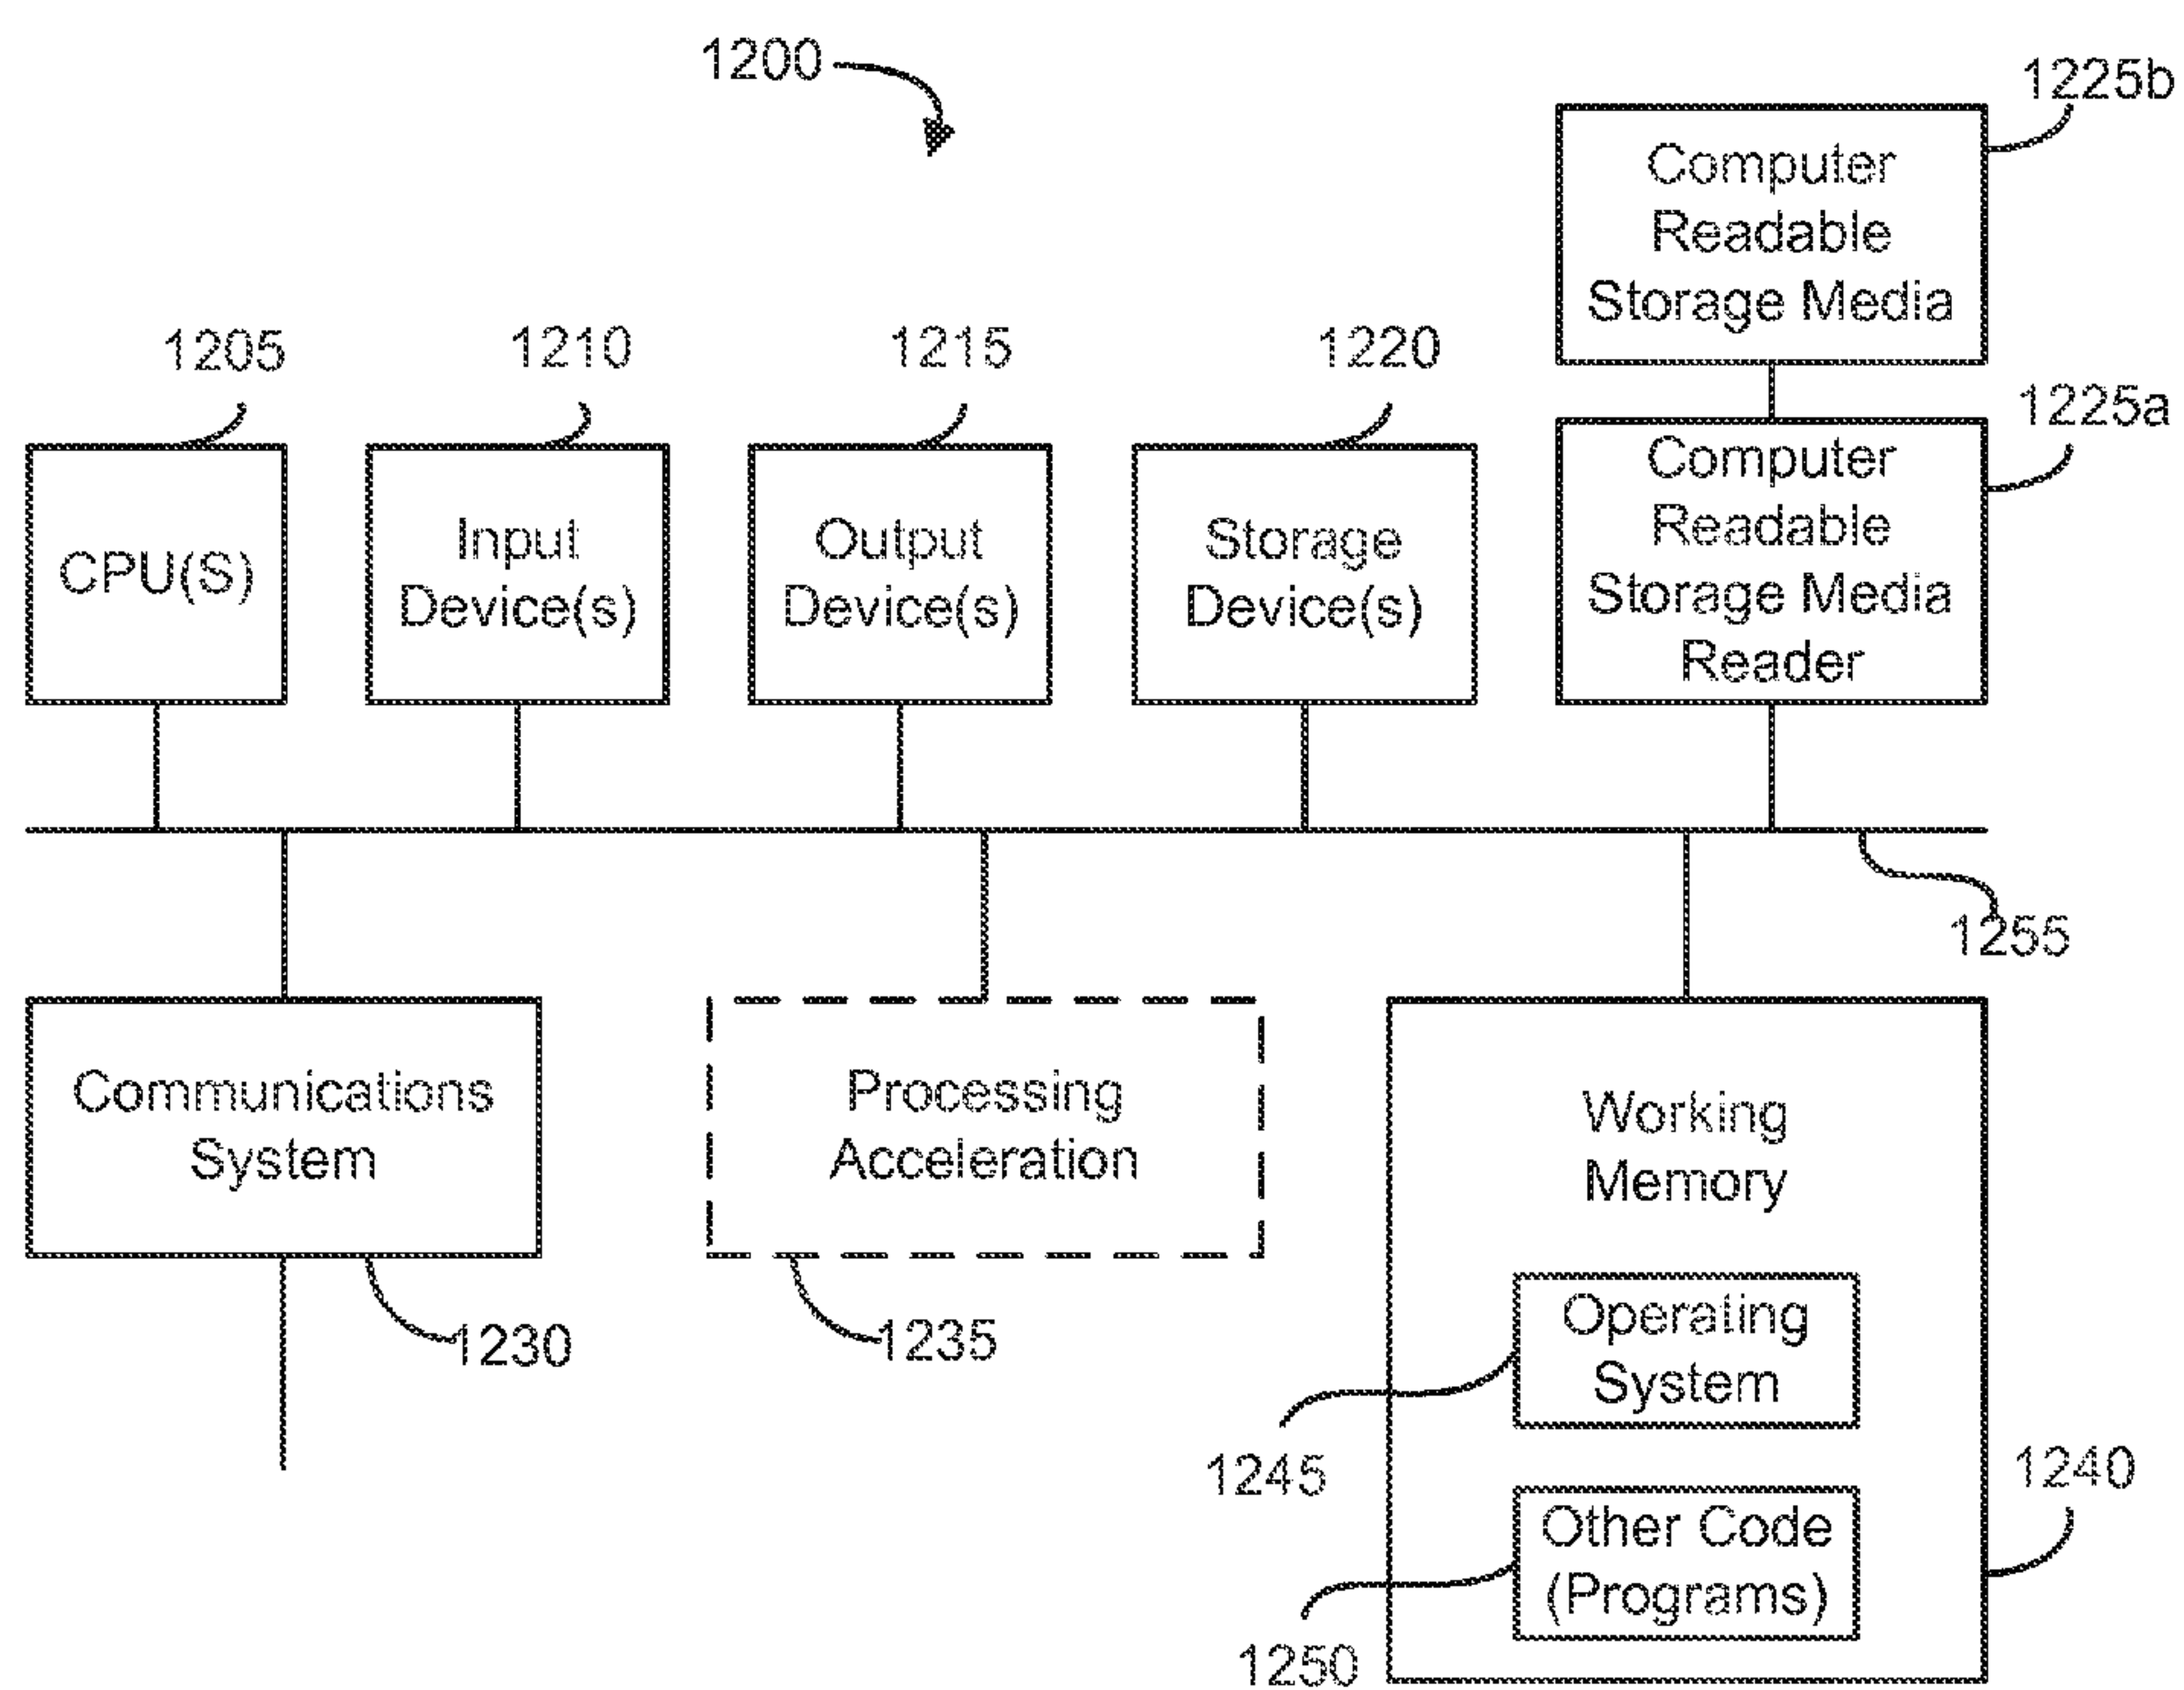 1200
1225b
Computer
Readable
Storage Media
1205
1210
1215
1220
1225a
CPU(S)
Input
Device(s)
Output
Device(s)
Storage
Device(s)
Computer
Readable
Storage Media
Reader
1255
Communications
System
1230
Processing
Acceleration
1235
Working
Memory
Operating
System
1245
Other Code
(Programs)
1240
1250